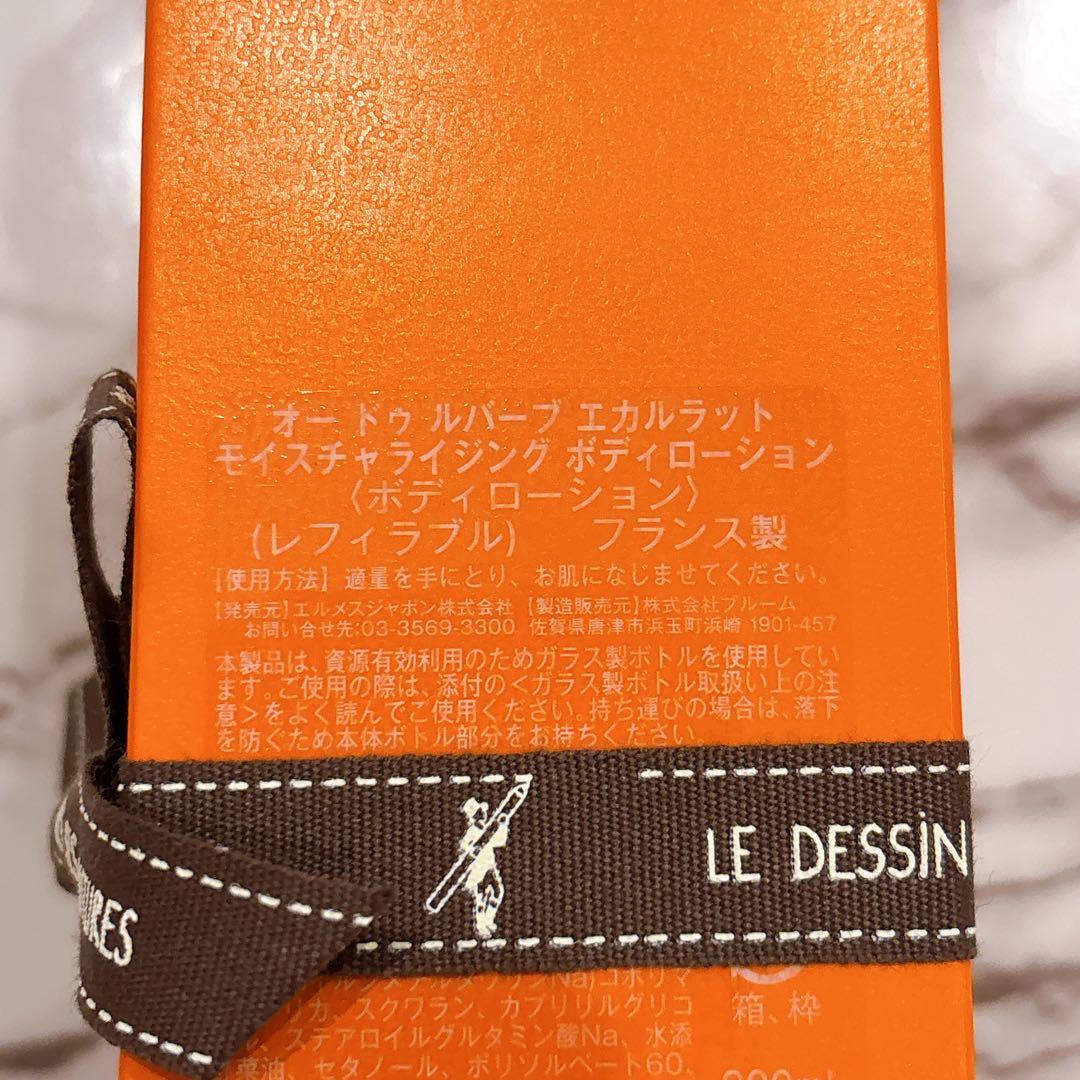 オー ドゥ ルバーブ エカルラット
モイスチャライジング ボディローション
〈ボディローション〉
(レフィラブル) フランス製
【使用方法】適量を手にとり、お肌になじませてください。
【発売元】エルメスジャポン株式会社 【製造販売元】株式会社ブルーム
お問い合せ先:03-3569-3300 佐賀県唐津市浜玉町浜崎 1901-457
本製品は、資源有効利用のためガラス製ボトルを使用してい
ます。ご使用の際は、添付の<ガラス製ボトル取扱い上の注
意>をよく読んでご使用ください。持ち運びの場合は、落下
を防ぐため本体ボトル部分をお持ちください。
LE DESSiN
Na)コポリマ
スクワラン、カプリリルグリコ
箱、枠
ステアロイルグルタミン酸Na、水添
菜油、セタノール、ポリソルベート60、